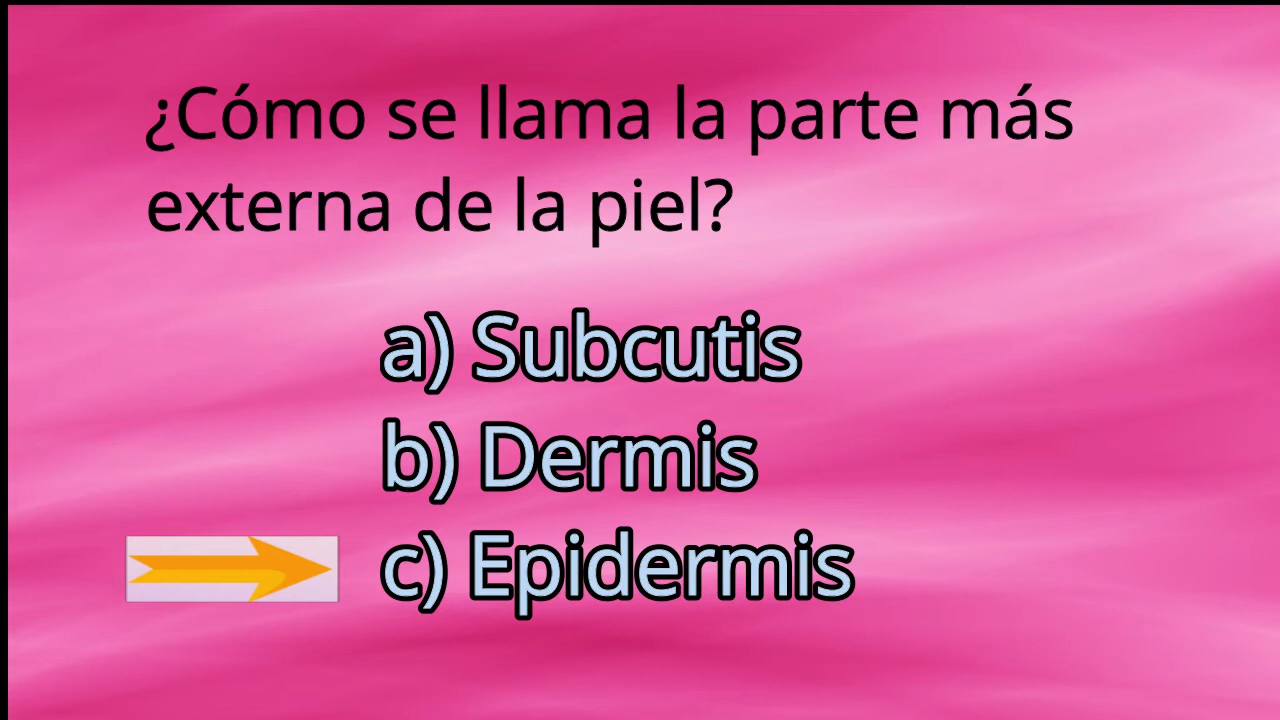 ¿Cómo se llama la parte más
externa de la piel?
a) Subcutis
b) Dermis
c) Epidermis